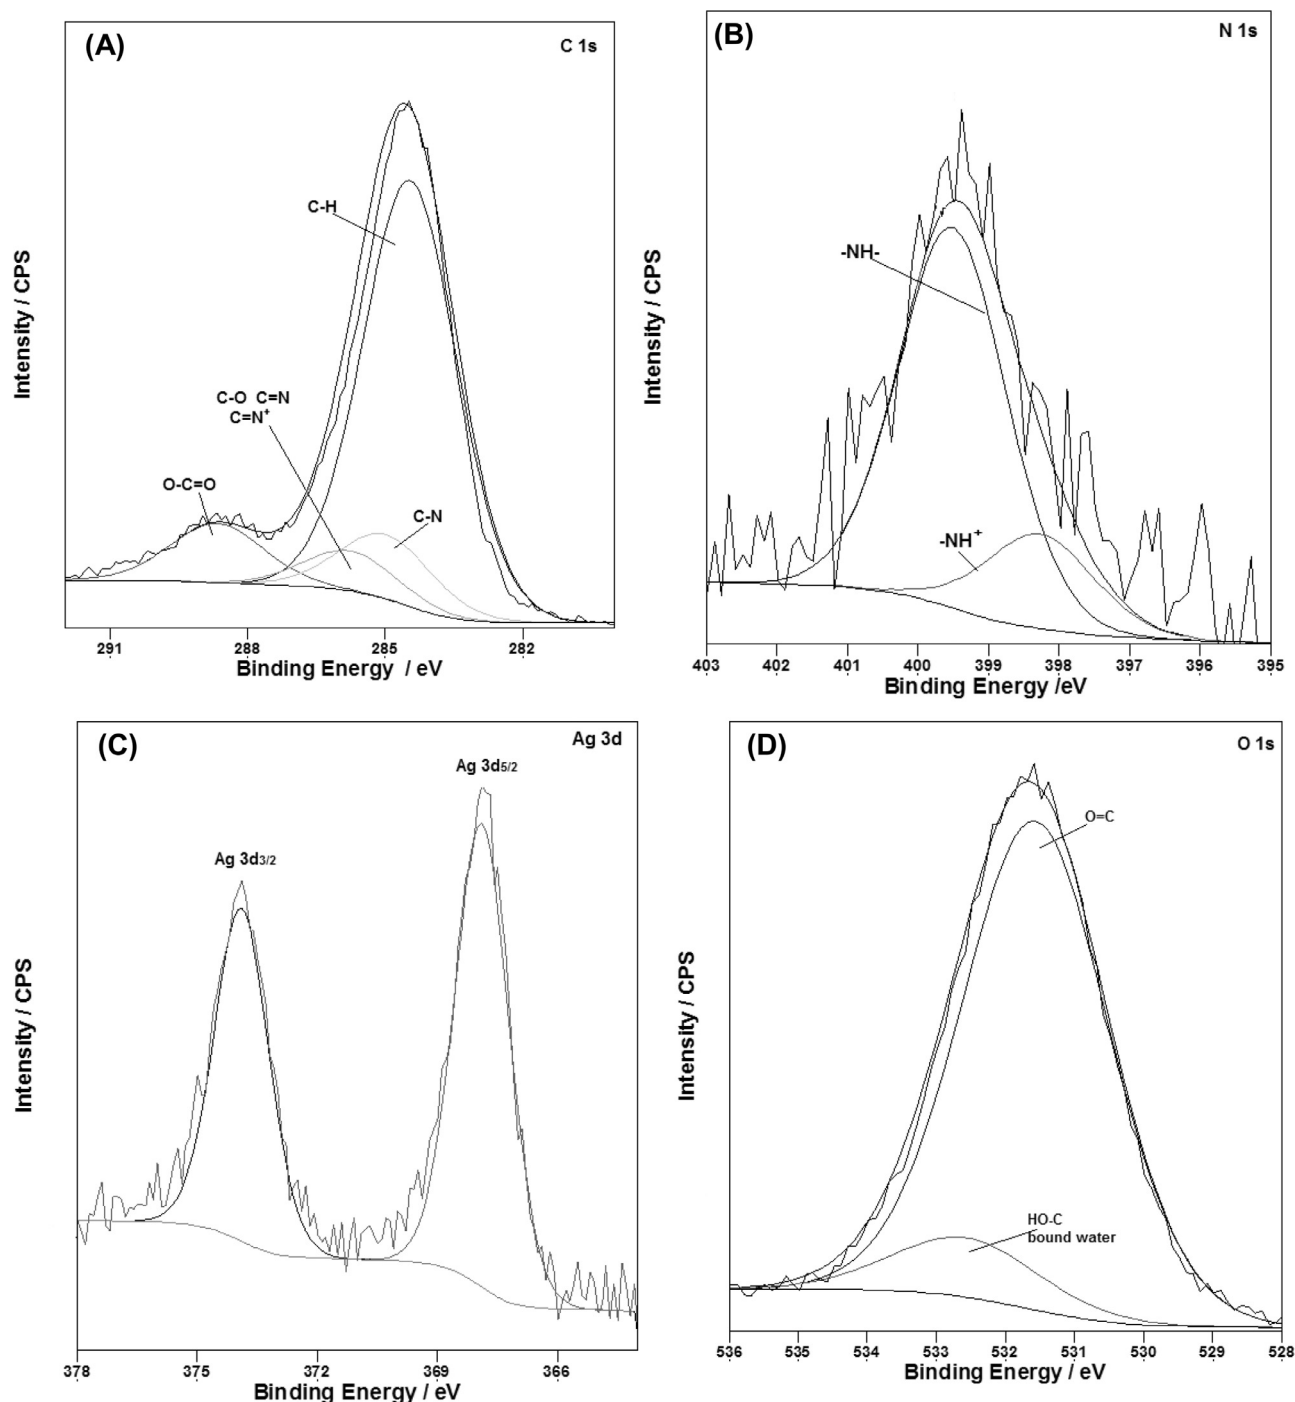 (A)
C 1s
Intensity / CPS
C-H
C-O C=N
C=N⁺
O-C=O
C-N
291 288 285 282
Binding Energy / eV
(B)
N 1s
Intensity / CPS
-NH-
-NH⁺
403 402 401 400 399 398 397 396 395
Binding Energy /eV
(C)
Ag 3d
Intensity / CPS
Ag 3d5/2
Ag 3d3/2
378 375 372 369 366
Binding Energy / eV
(D)
O 1s
Intensity / CPS
O=C
HO-C
bound water
536 535 534 533 532 531 530 529 528
Binding Energy / eV